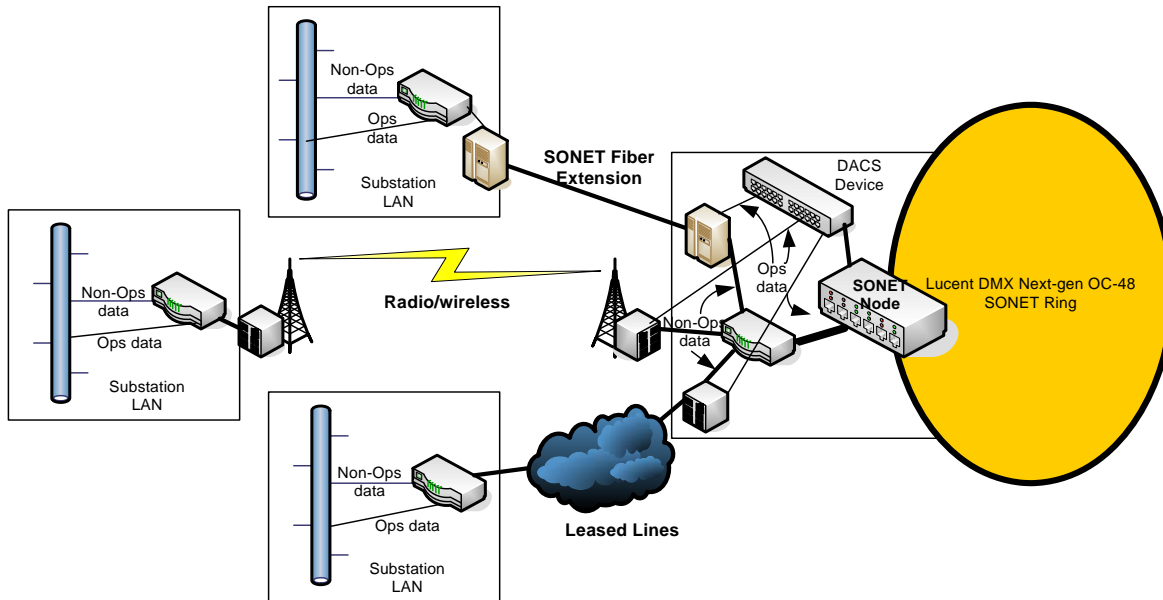 Non-Ops
data
Ops
data
Substation
LAN
SONET Fiber
Extension
DACS
Device
Non-Ops
data
Ops data
Substation
LAN
Radio/wireless
Ops
data
Non-Ops
data
SONET
Node
Lucent DMX Next-gen OC-48
SONET Ring
Non-Ops
data
Ops data
Substation
LAN
Leased Lines